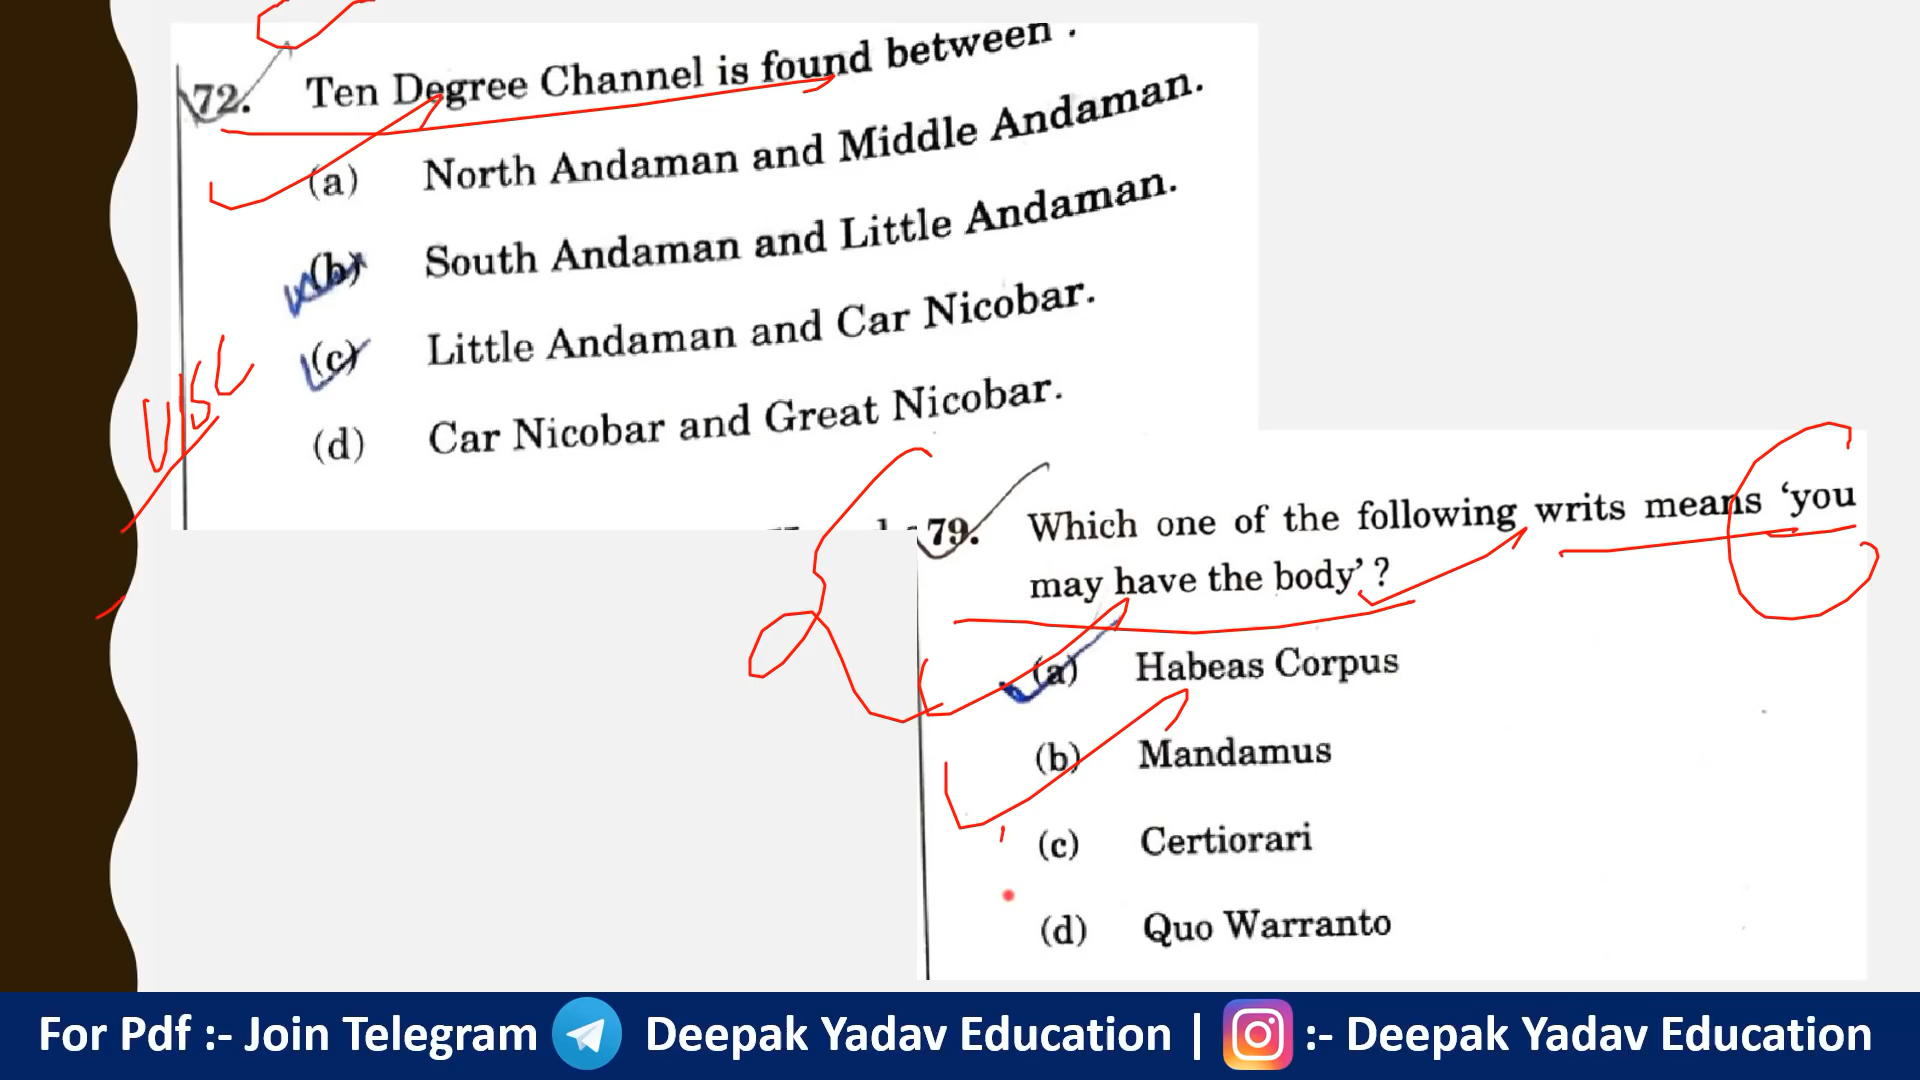 72. Ten Degree Channel is found between .
(a) North Andaman and Middle Andaman.
(b) South Andaman and Little Andaman.
(c) Little Andaman and Car Nicobar.
(d) Car Nicobar and Great Nicobar.
79. Which one of the following writs means ‘you
may have the body’ ?
(a) Habeas Corpus
(b) Mandamus
(c) Certiorari
(d) Quo Warranto
For Pdf :- Join Telegram Deepak Yadav Education | :- Deepak Yadav Education